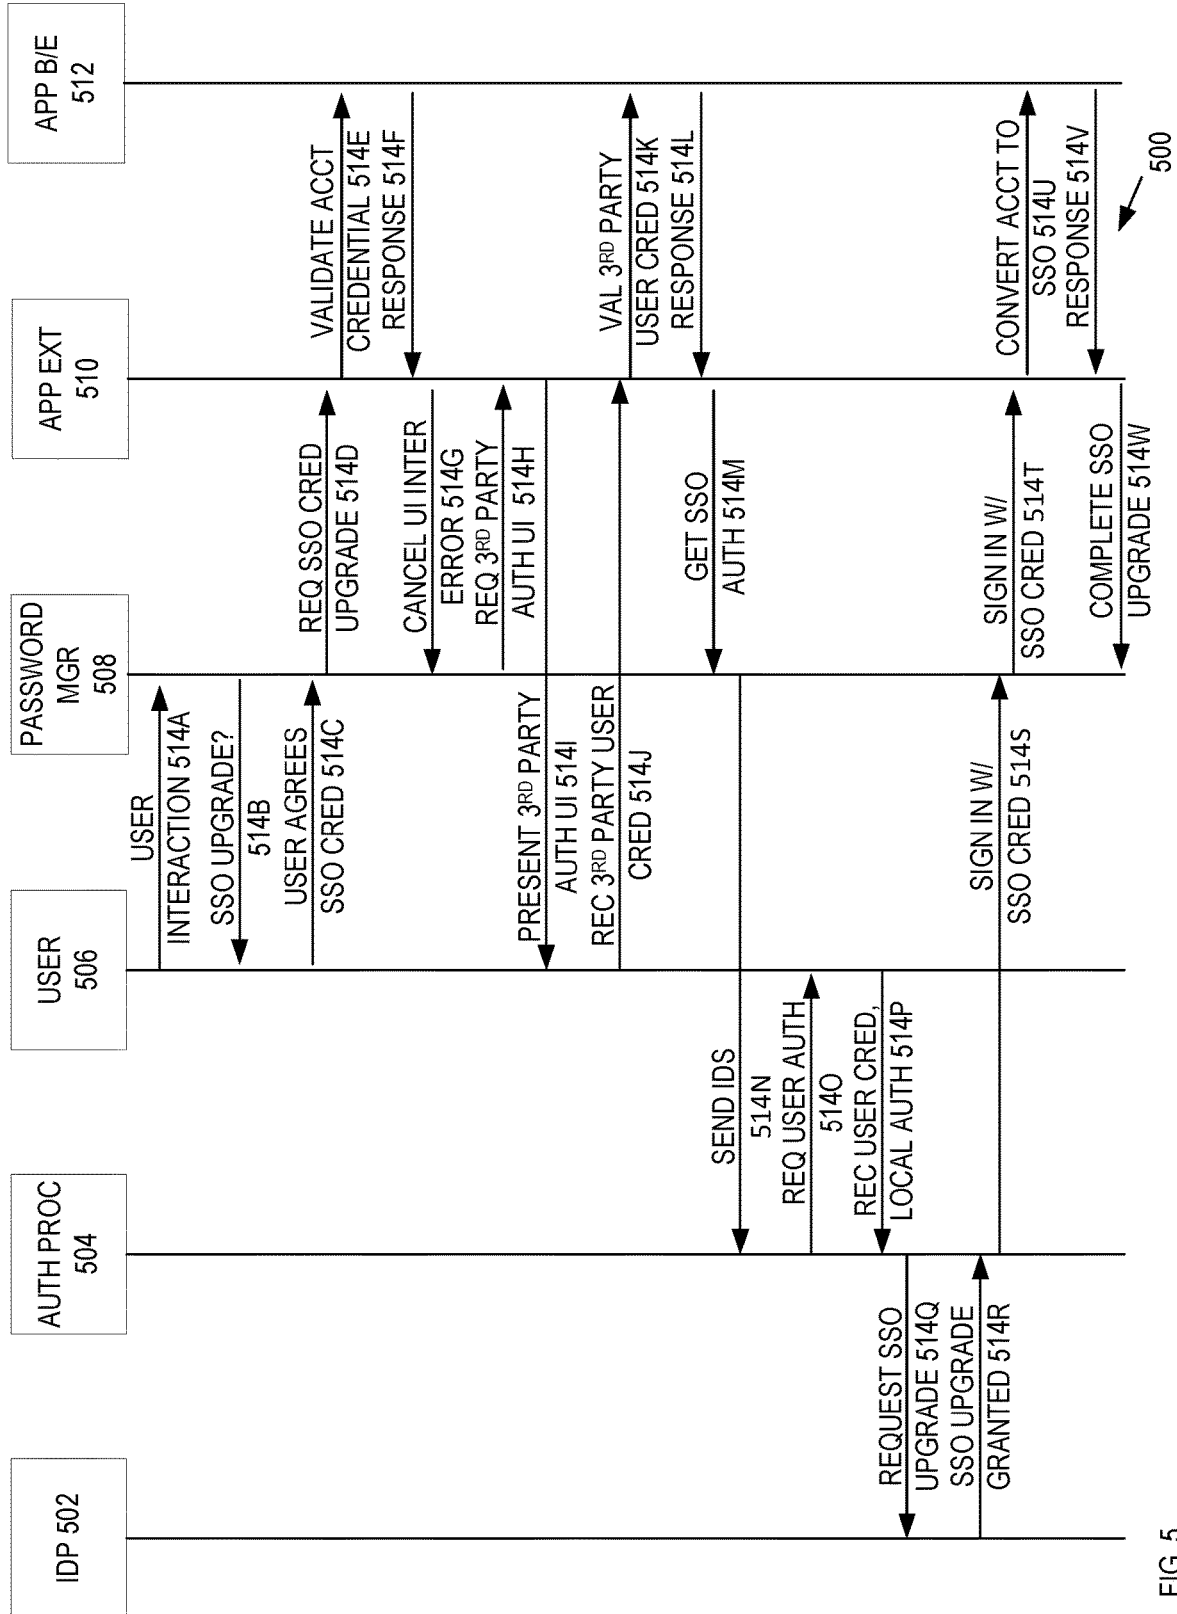 IDP 502
AUTH PROC
504
USER
506
PASSWORD
MGR
508
APP EXT
510
APP B/E
512
USER
INTERACTION 514A
SSO UPGRADE?
514B
USER AGREES
SSO CRED 514C
REQ SSO CRED
UPGRADE 514D
VALIDATE ACCT
CREDENTIAL 514E
RESPONSE 514F
CANCEL UI INTER
ERROR 514G
REQ 3RD PARTY
AUTH UI 514H
PRESENT 3RD PARTY
AUTH UI 514I
REC 3RD PARTY USER
CRED 514J
VAL 3RD PARTY
USER CRED 514K
RESPONSE 514L
GET SSO
AUTH 514M
SEND IDS
514N
REQ USER AUTH
514O
REC USER CRED,
LOCAL AUTH 514P
REQUEST SSO
UPGRADE 514Q
SSO UPGRADE
GRANTED 514R
SIGN IN W/
SSO CRED 514S
SIGN IN W/
SSO CRED 514T
CONVERT ACCT TO
SSO 514U
RESPONSE 514V
COMPLETE SSO
UPGRADE 514W
500
FIG. 5